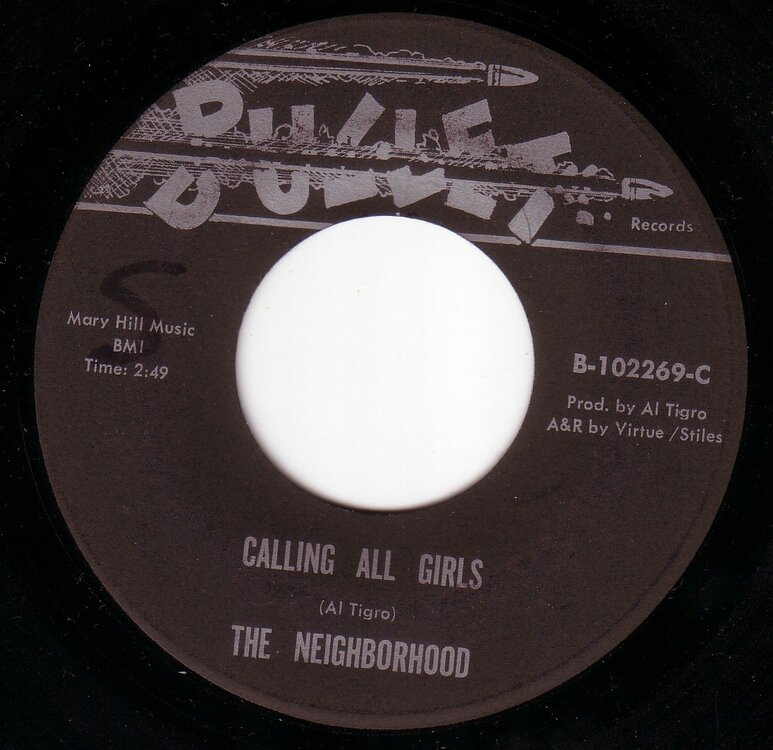 BULLET
Records
S
Mary Hill Music
BMI
Time: 2:49
B-102269-C
Prod. by Al Tigro
A&R by Virtue /Stiles
CALLING ALL GIRLS
(Al Tigro)
THE NEIGHBORHOOD